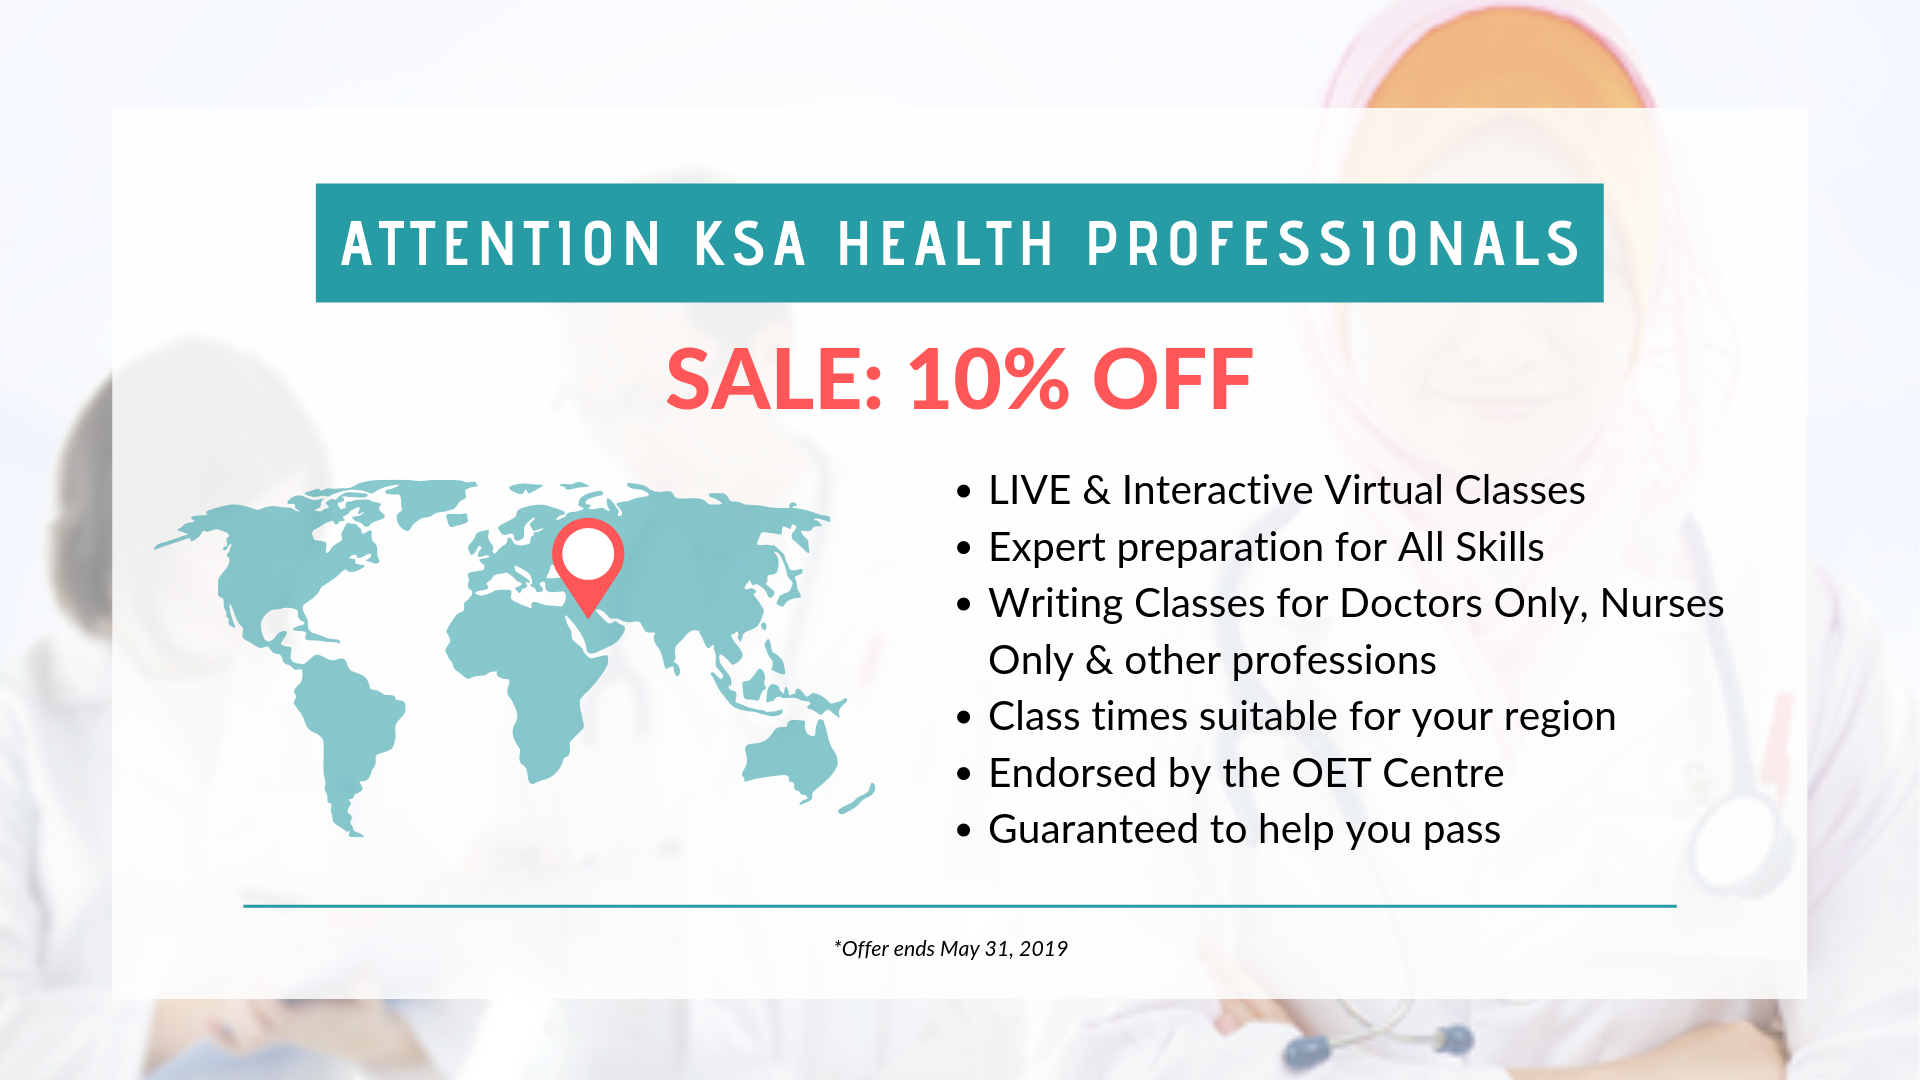 ATTENTION KSA HEALTH PROFESSIONALS
SALE: 10% OFF
• LIVE & Interactive Virtual Classes
• Expert preparation for All Skills
• Writing Classes for Doctors Only, Nurses
Only & other professions
• Class times suitable for your region
• Endorsed by the OET Centre
• Guaranteed to help you pass
*Offer ends May 31, 2019